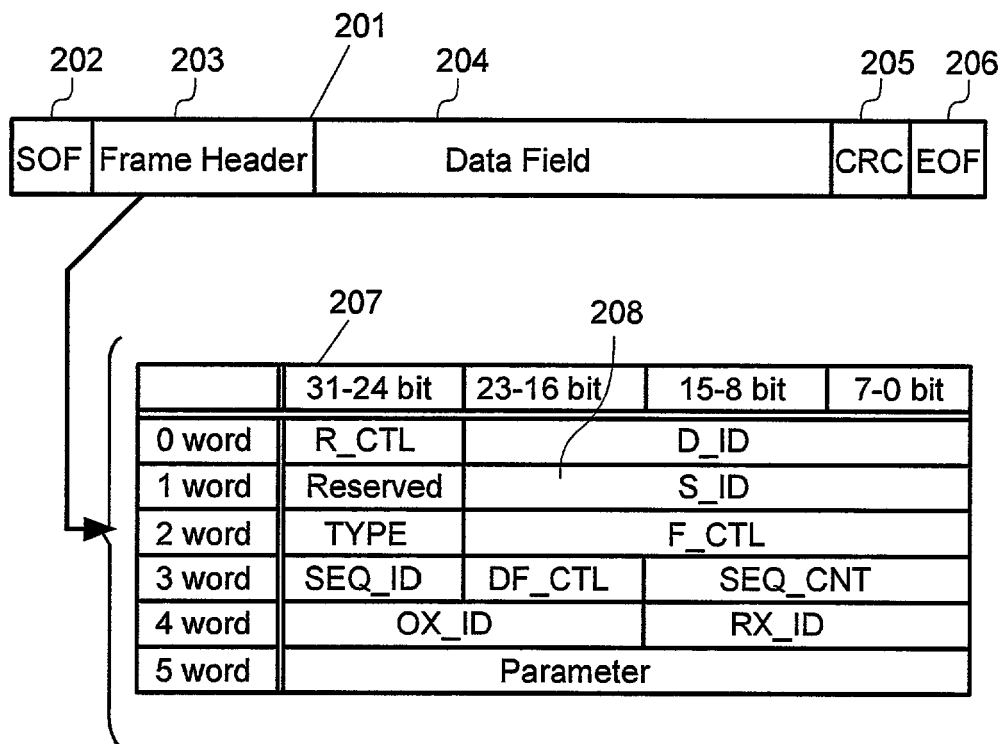 202 203 201 204 205 206
SOF Frame Header Data Field CRC EOF
207 208
31-24 bit 23-16 bit 15-8 bit 7-0 bit
0 word R_CTL D_ID
1 word Reserved S_ID
2 word TYPE F_CTL
3 word SEQ_ID DF_CTL SEQ_CNT
4 word OX_ID RX_ID
5 word Parameter